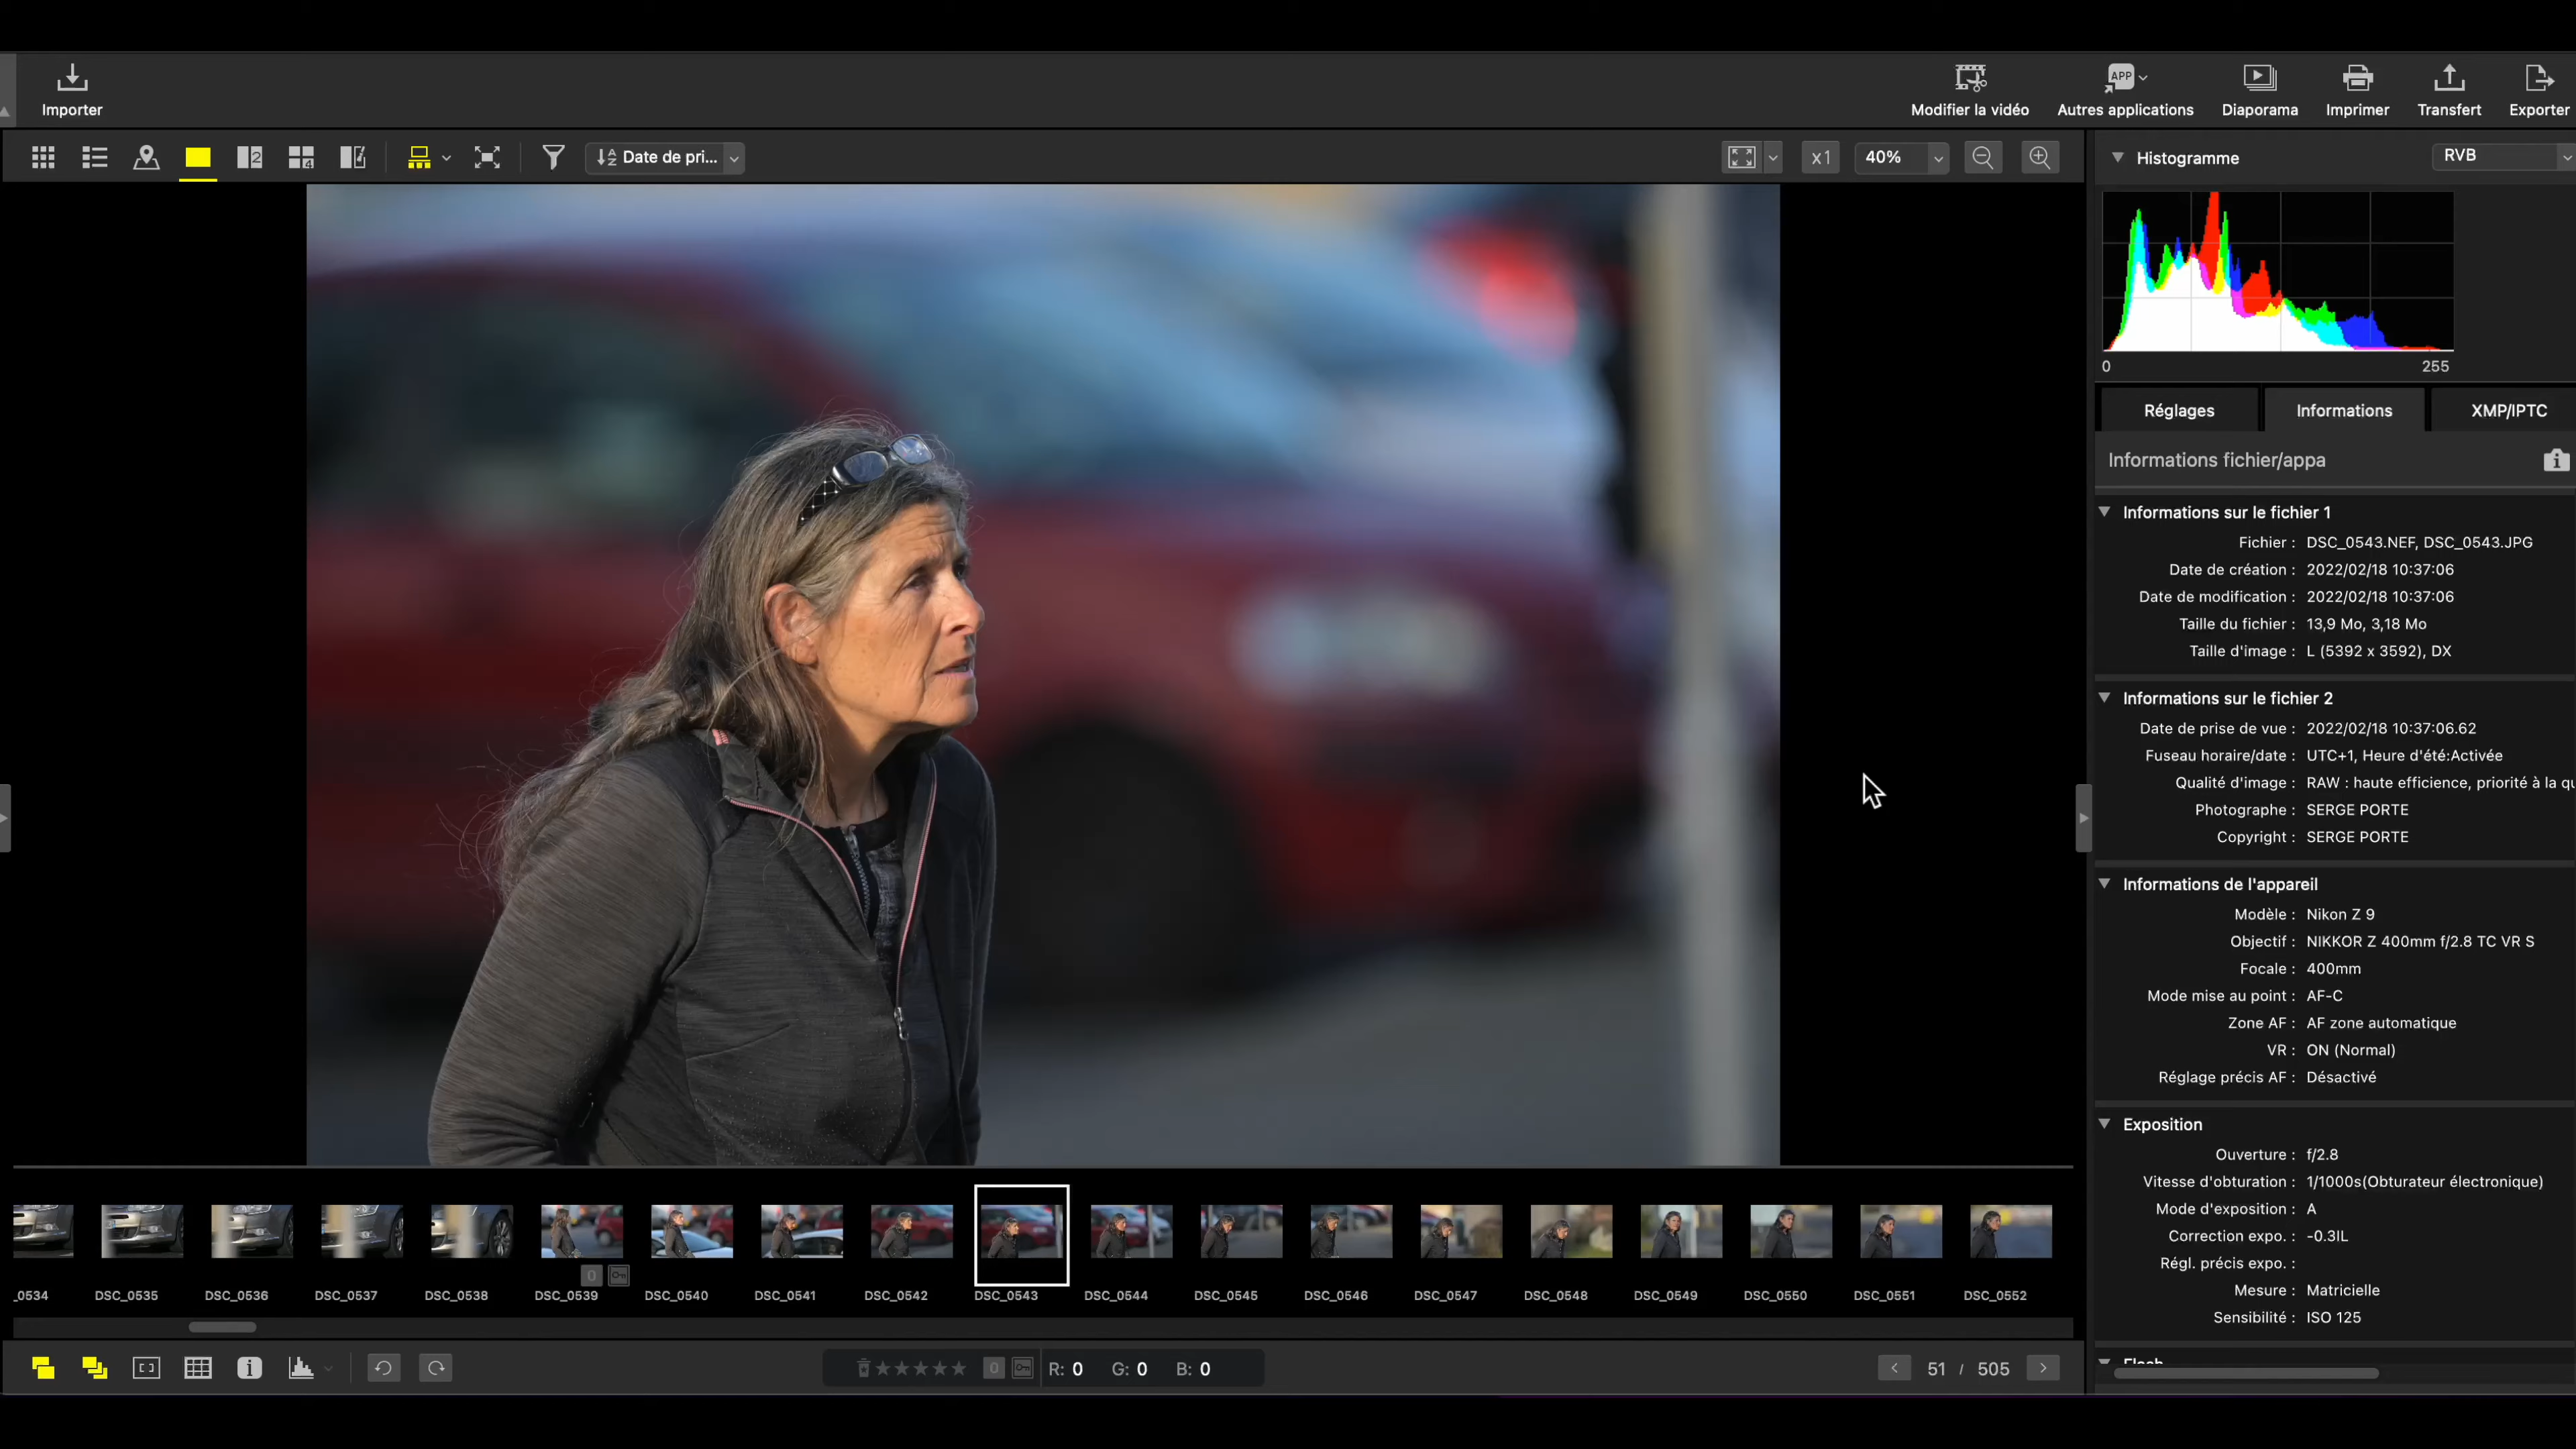 Importer
Modifier la vidéo
Autres applications
Diaporama
Imprimer
Transfert
Exporter
APP
2
4
Date de pri...
x1
40%
Histogramme
RVB
0
255
Réglages
Informations
XMP/IPTC
Informations fichier/appa
Informations sur le fichier 1
Fichier : DSC_0543.NEF, DSC_0543.JPG
Date de création : 2022/02/18 10:37:06
Date de modification : 2022/02/18 10:37:06
Taille du fichier : 13,9 Mo, 3,18 Mo
Taille d'image : L (5392 x 3592), DX
Informations sur le fichier 2
Date de prise de vue : 2022/02/18 10:37:06.62
Fuseau horaire/date : UTC+1, Heure d'été:Activée
Qualité d'image : RAW : haute efficience, priorité à la qu
Photographe : SERGE PORTE
Copyright : SERGE PORTE
Informations de l'appareil
Modèle : Nikon Z 9
Objectif : NIKKOR Z 400mm f/2.8 TC VR S
Focale : 400mm
Mode mise au point : AF-C
Zone AF : AF zone automatique
VR : ON (Normal)
Réglage précis AF : Désactivé
Exposition
Ouverture : f/2.8
Vitesse d'obturation : 1/1000s(Obturateur électronique)
Mode d'exposition : A
Correction expo. : -0.3IL
Régl. précis expo. :
Mesure : Matricielle
Sensibilité : ISO 125
Flash
0
_0534
DSC_0535
DSC_0536
DSC_0537
DSC_0538
DSC_0539
DSC_0540
DSC_0541
DSC_0542
DSC_0543
DSC_0544
DSC_0545
DSC_0546
DSC_0547
DSC_0548
DSC_0549
DSC_0550
DSC_0551
DSC_0552
0
R: 0 G: 0 B: 0
51 / 505